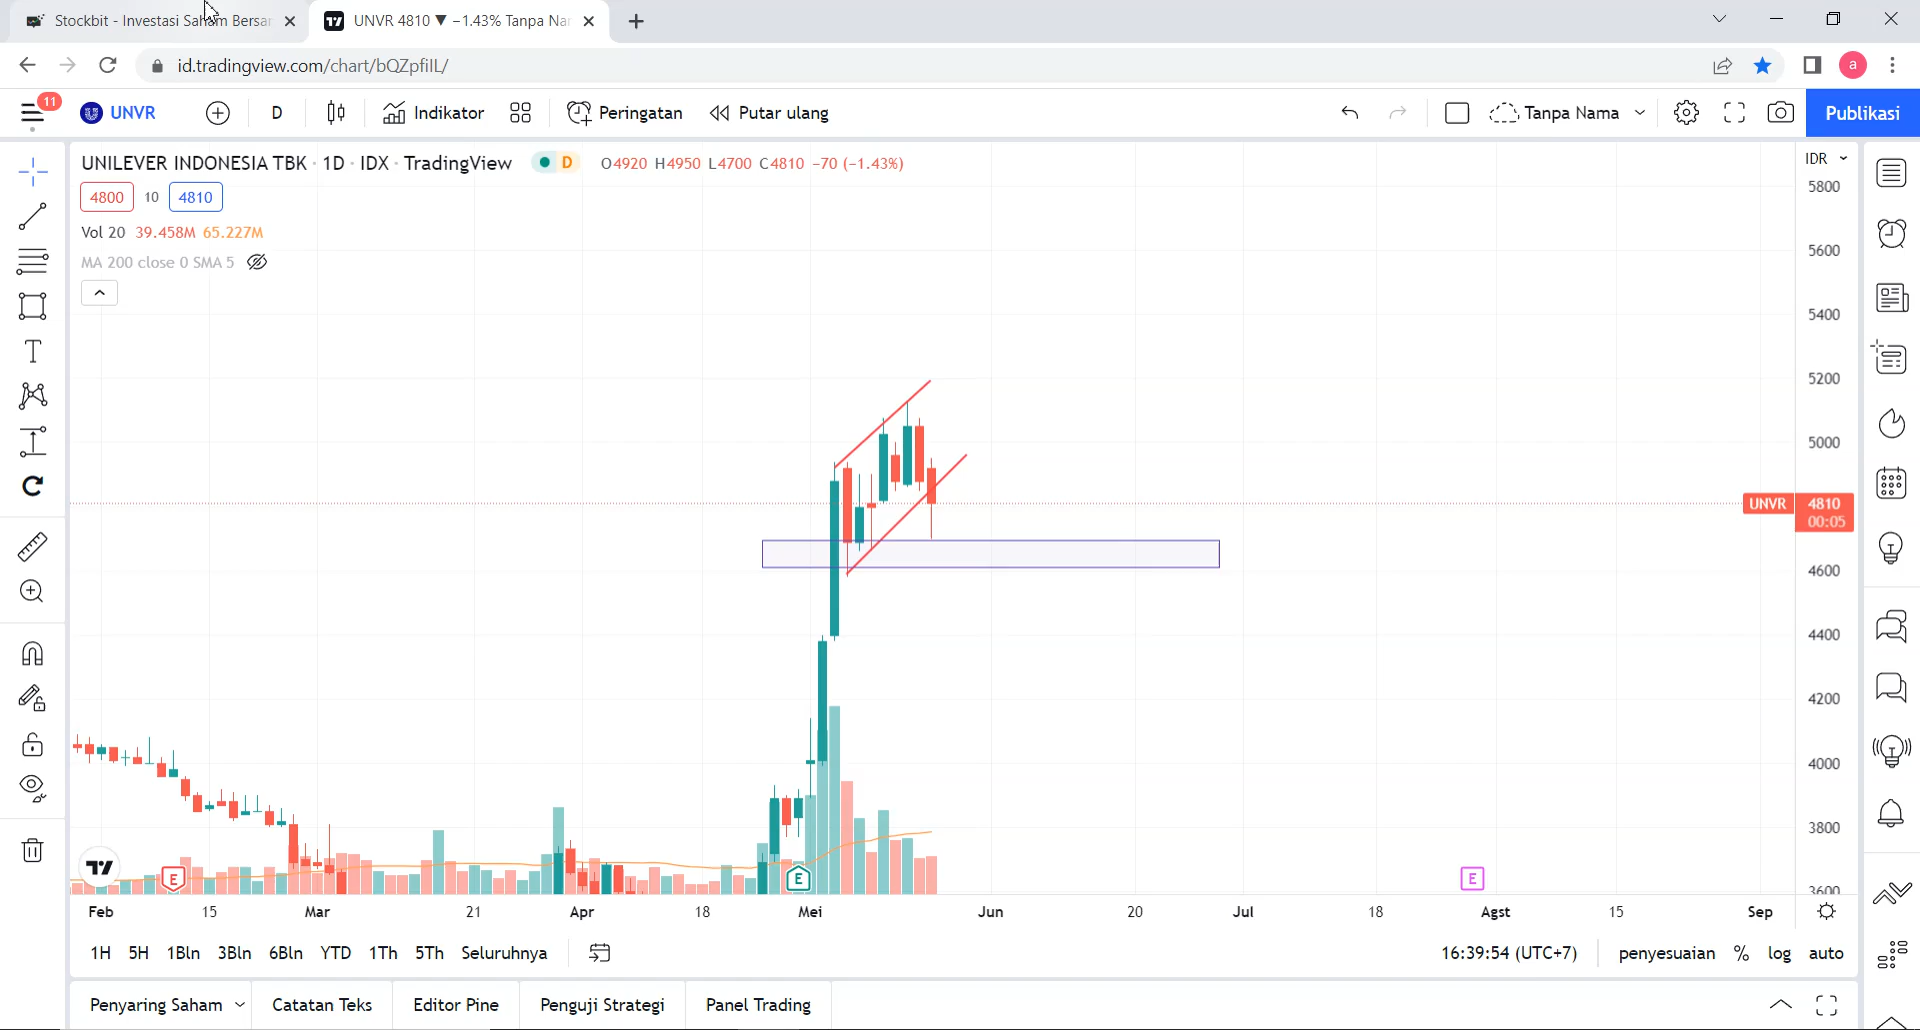 Stockbit - Investasi Saham Bersar
UNVR 4810 ▼ −1.43% Tanpa Nar
id.tradingview.com/chart/bQZpfiIL/
a
11
UNVR
D
Indikator
Peringatan
Putar ulang
Tanpa Nama
Publikasi
UNILEVER INDONESIA TBK · 1D · IDX · TradingView
D
O4920 H4950 L4700 C4810 −70 (−1.43%)
IDR
4800 10 4810
Vol 20 39.458M 65.227M
MA 200 close 0 SMA 5
5800
5600
5400
5200
5000
UNVR 4810
00:05
4600
4400
4200
4000
3800
3600
E
E
E
Feb 15 Mar 21 Apr 18 Mei Jun 20 Jul 18 Agst 15 Sep
1H 5H 1Bln 3Bln 6Bln YTD 1Th 5Th Seluruhnya
16:39:54 (UTC+7) penyesuaian % log auto
Penyaring Saham Catatan Teks Editor Pine Penguji Strategi Panel Trading